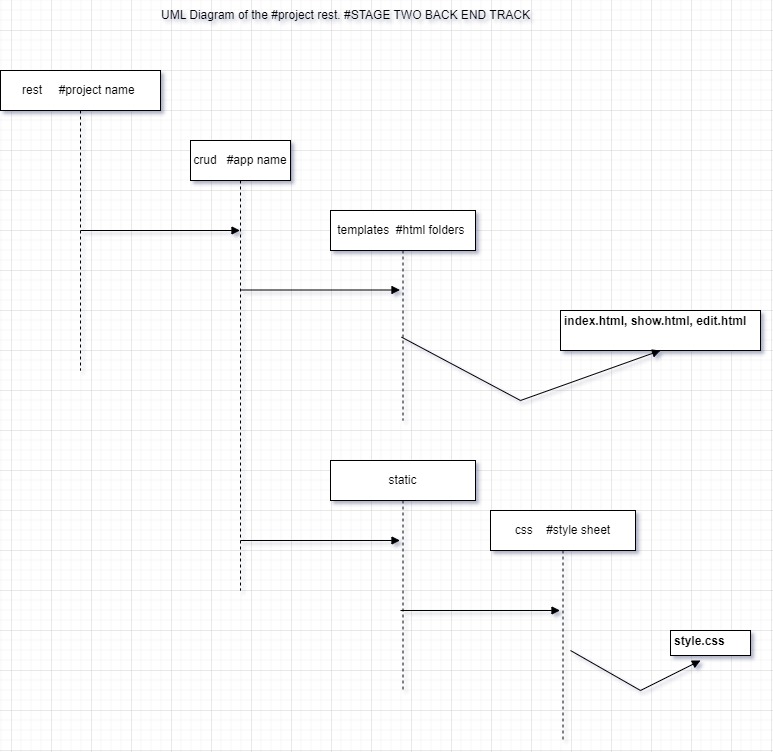 UML Diagram of the #project rest. #STAGE TWO BACK END TRACK
rest #project name
crud #app name
templates #html folders
index.html, show.html, edit.html
static
css #style sheet
style.css